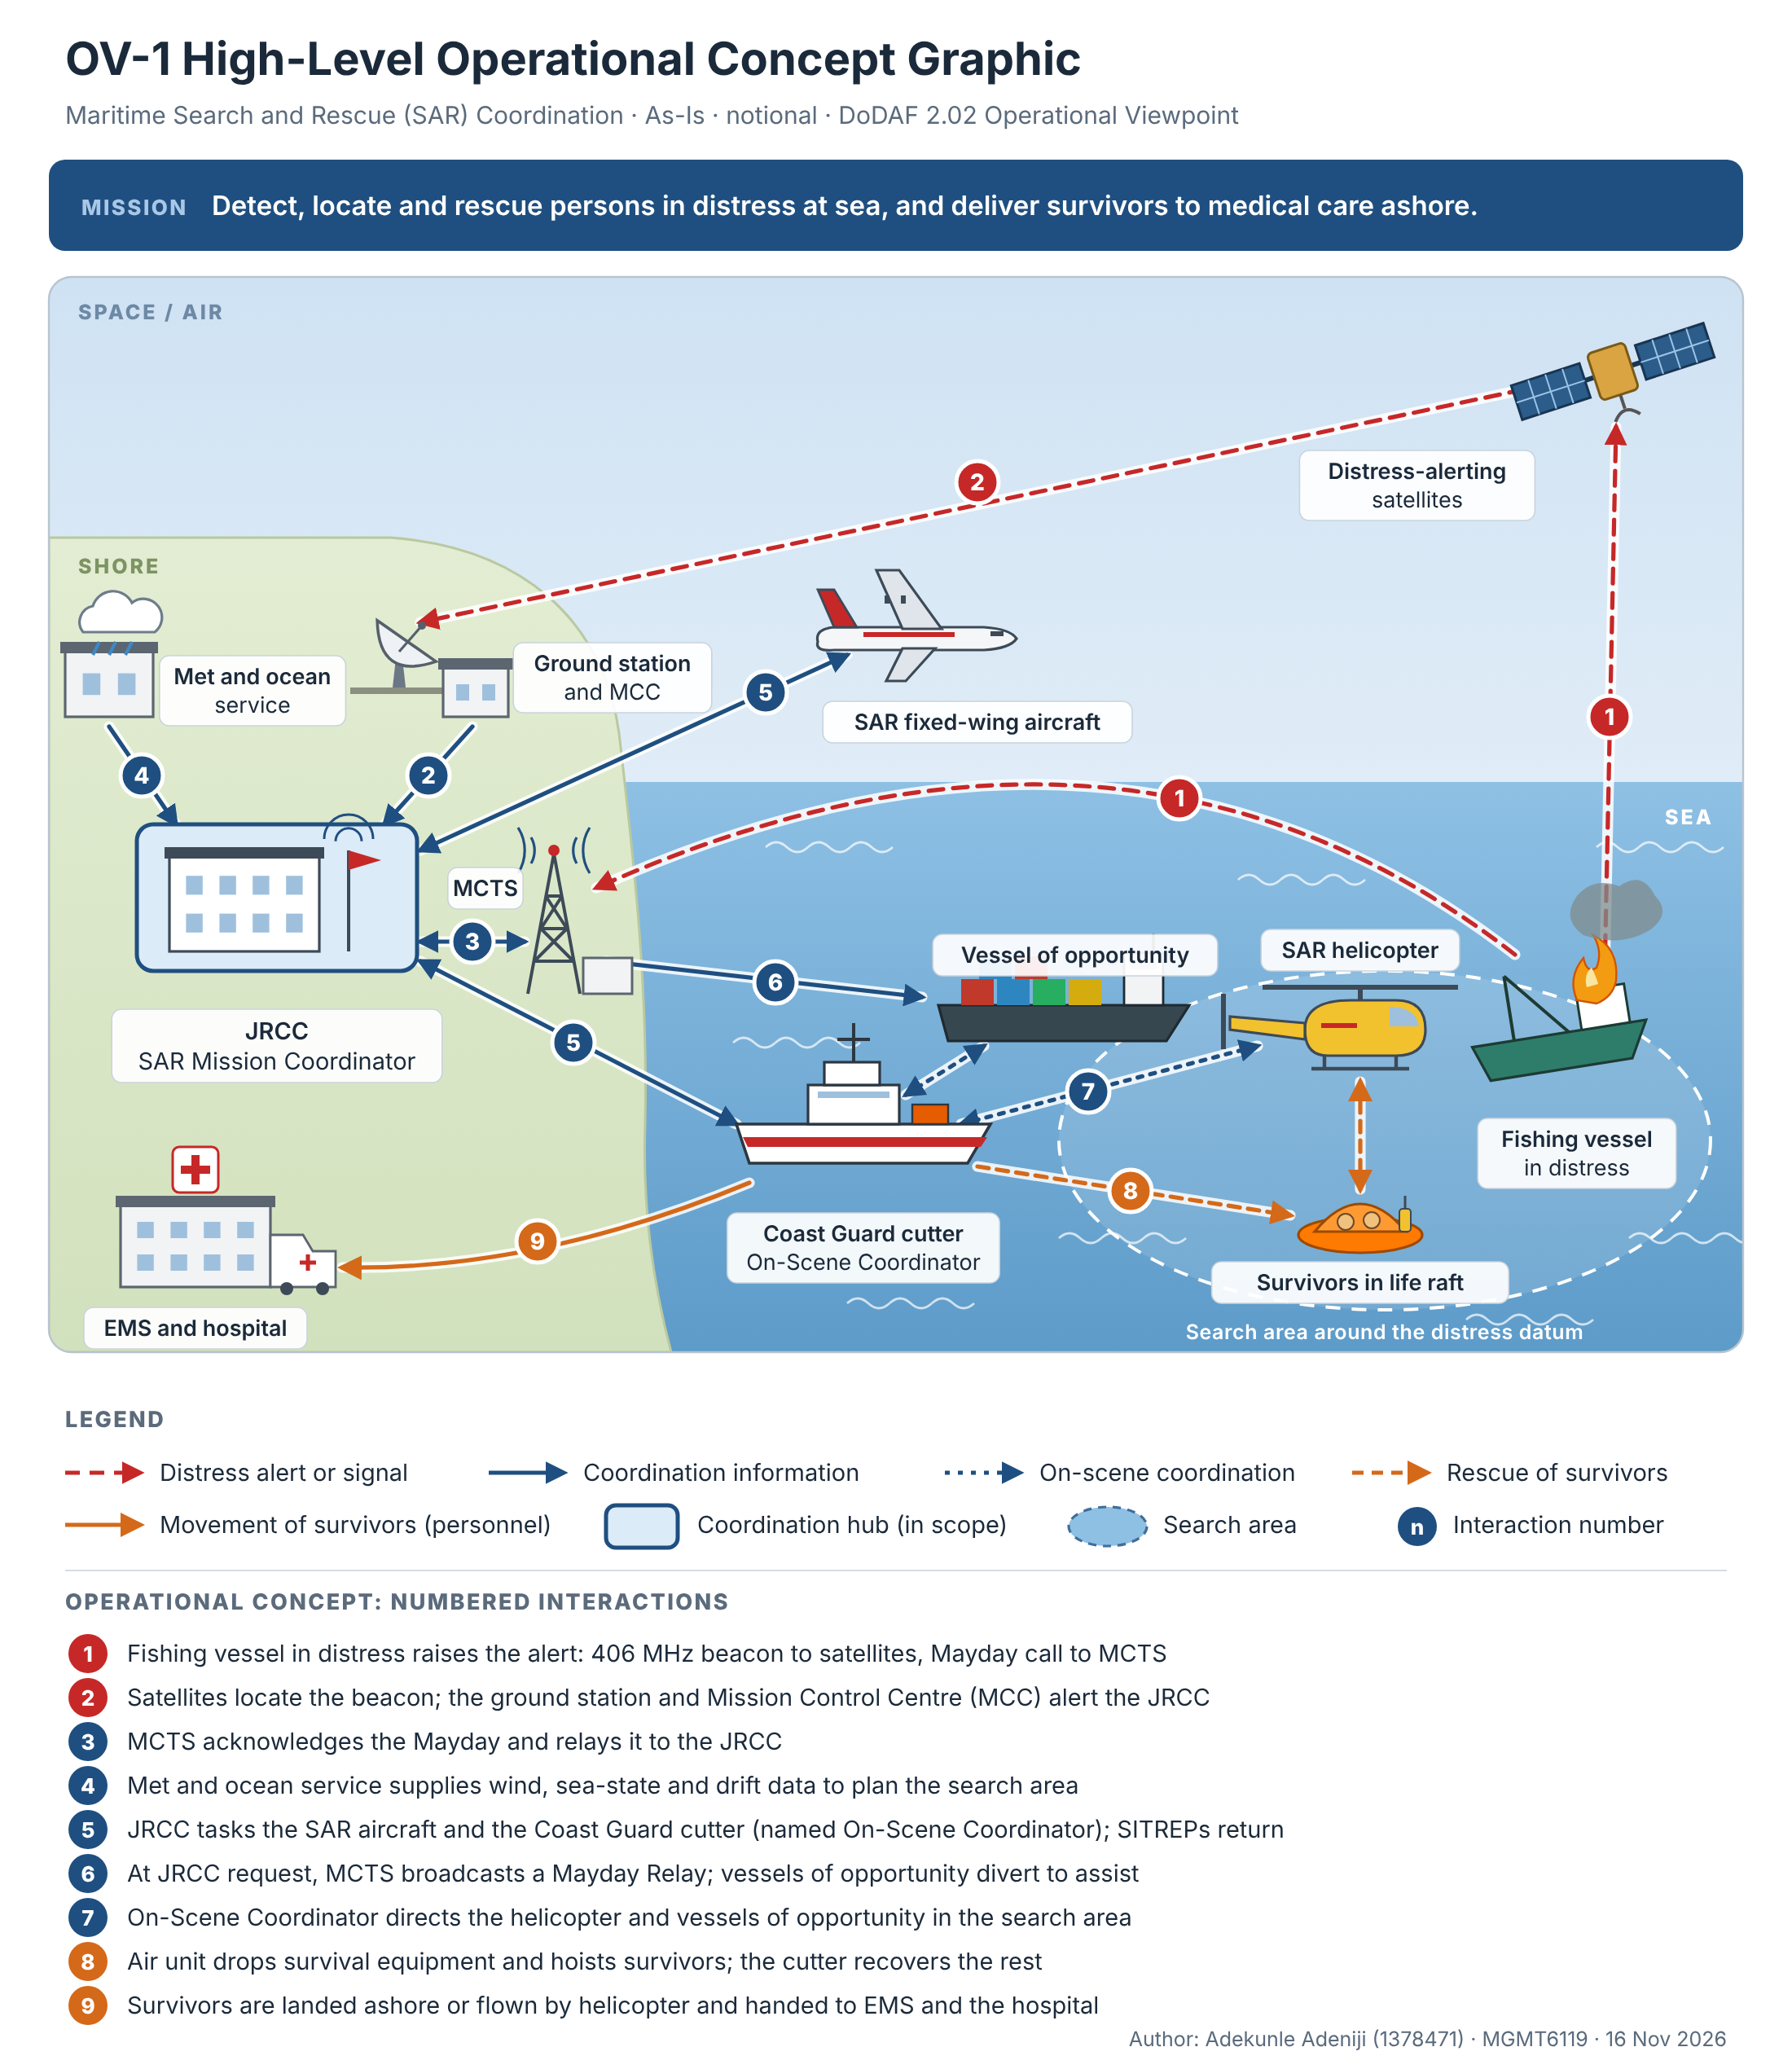 OV-1 High-Level Operational Concept Graphic
Maritime Search and Rescue (SAR) Coordination · As-Is · notional · DoDAF 2.02 Operational Viewpoint
MISSION Detect, locate and rescue persons in distress at sea, and deliver survivors to medical care ashore.
SPACE / AIR
Distress-alerting
satellites
2
SHORE
Met and ocean
service
Ground station
and MCC
5
SAR fixed-wing aircraft
1
4
2
1
SEA
MCTS
3
Vessel of opportunity
SAR helicopter
6
JRCC
SAR Mission Coordinator
5
7
Fishing vessel
in distress
8
9
Coast Guard cutter
On-Scene Coordinator
Survivors in life raft
EMS and hospital
Search area around the distress datum
LEGEND
Distress alert or signal
Coordination information
On-scene coordination
Rescue of survivors
Movement of survivors (personnel)
Coordination hub (in scope)
Search area
n Interaction number
OPERATIONAL CONCEPT: NUMBERED INTERACTIONS
1 Fishing vessel in distress raises the alert: 406 MHz beacon to satellites, Mayday call to MCTS
2 Satellites locate the beacon; the ground station and Mission Control Centre (MCC) alert the JRCC
3 MCTS acknowledges the Mayday and relays it to the JRCC
4 Met and ocean service supplies wind, sea-state and drift data to plan the search area
5 JRCC tasks the SAR aircraft and the Coast Guard cutter (named On-Scene Coordinator); SITREPs return
6 At JRCC request, MCTS broadcasts a Mayday Relay; vessels of opportunity divert to assist
7 On-Scene Coordinator directs the helicopter and vessels of opportunity in the search area
8 Air unit drops survival equipment and hoists survivors; the cutter recovers the rest
9 Survivors are landed ashore or flown by helicopter and handed to EMS and the hospital
Author: Adekunle Adeniji (1378471) · MGMT6119 · 16 Nov 2026